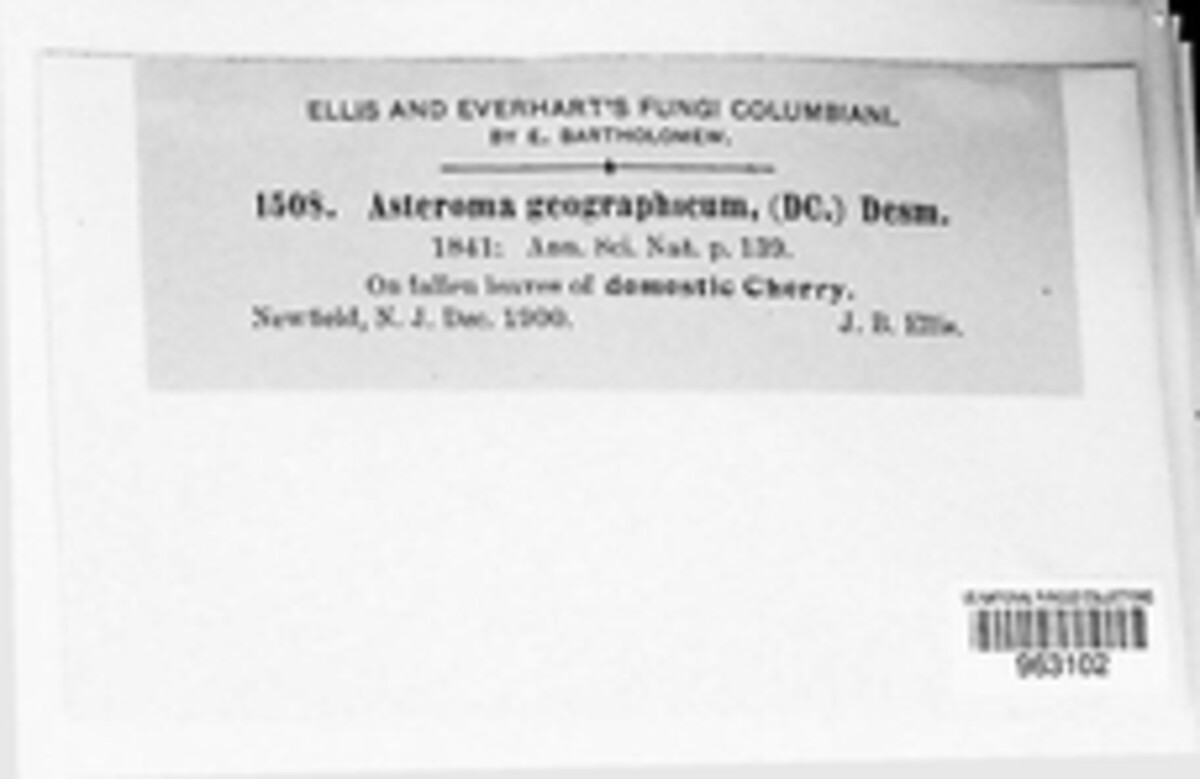 ELLIS AND EVERHART'S FUNGI COLUMBIANI.
BY E. BARTHOLOMEW.
1508. Asteroma geographicum, (DC.) Desm.
1841: Ann. Sci. Nat. p. 139.
On fallen leaves of domestic Cherry.
Newfield, N. J. Dec. 1900. J. B. Ellis.
963102